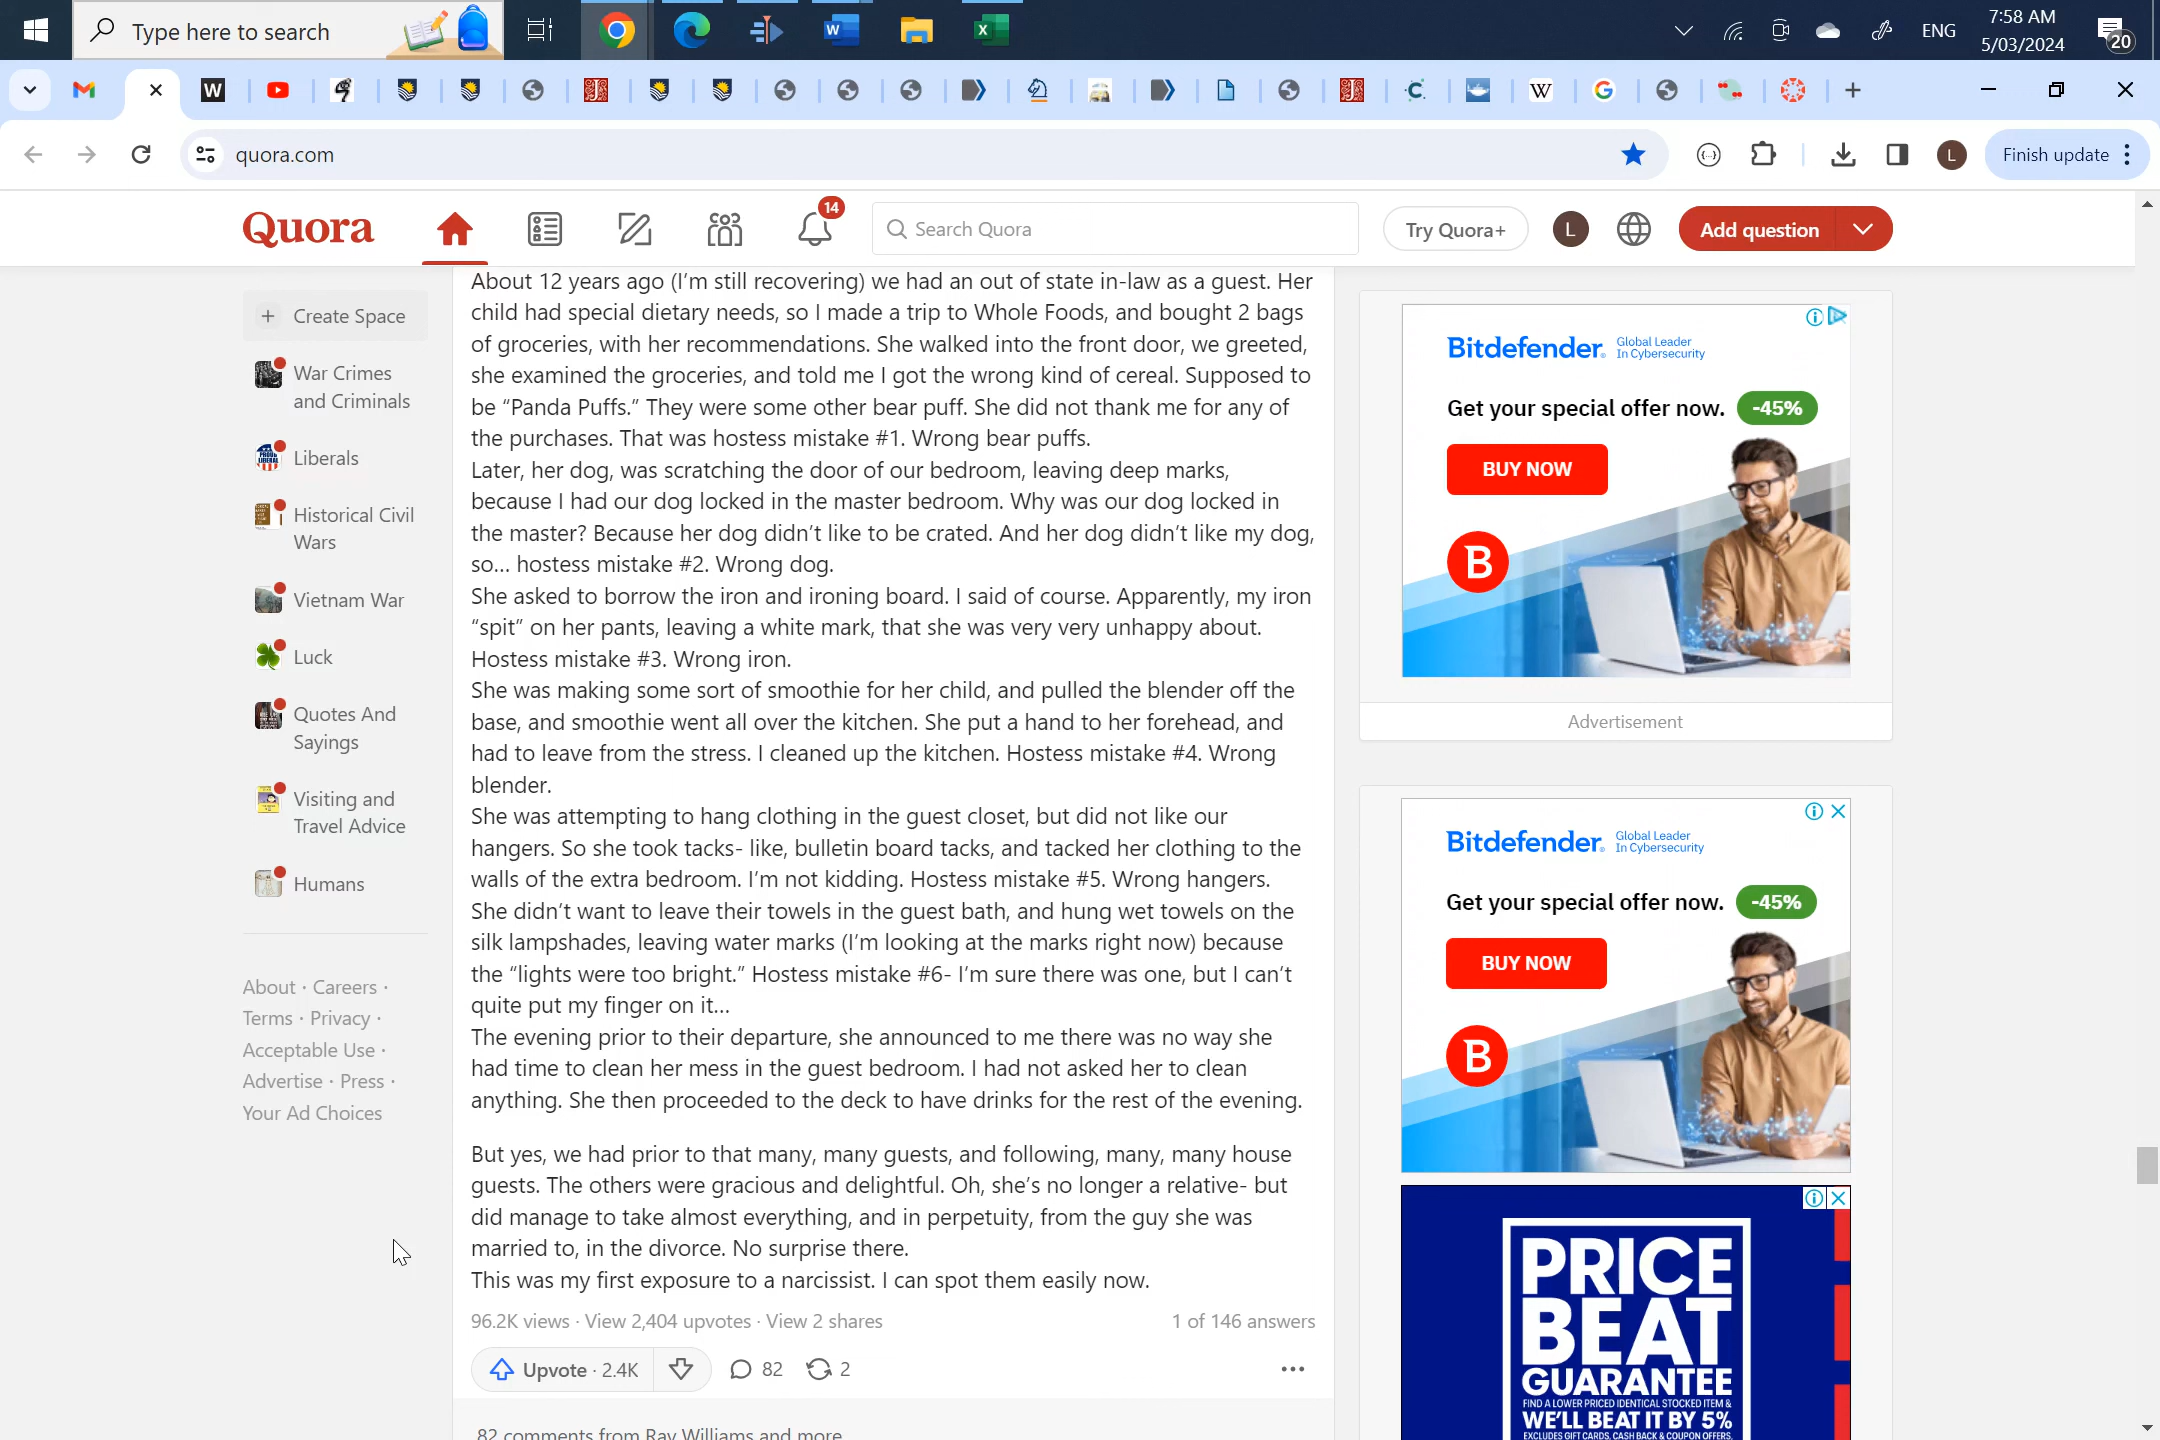 Type here to search
ENG
7:58 AM
5/03/2024
20
quora.com
L
Finish update
Quora
14
Search Quora
Try Quora+
L
Add question
+ Create Space
War Crimes
and Criminals
Liberals
Historical Civil
Wars
Vietnam War
Luck
Quotes And
Sayings
Visiting and
Travel Advice
Humans
About · Careers ·
Terms · Privacy ·
Acceptable Use ·
Advertise · Press ·
Your Ad Choices
About 12 years ago (I'm still recovering) we had an out of state in-law as a guest. Her
child had special dietary needs, so I made a trip to Whole Foods, and bought 2 bags
of groceries, with her recommendations. She walked into the front door, we greeted,
she examined the groceries, and told me I got the wrong kind of cereal. Supposed to
be “Panda Puffs.” They were some other bear puff. She did not thank me for any of
the purchases. That was hostess mistake #1. Wrong bear puffs.
Later, her dog, was scratching the door of our bedroom, leaving deep marks,
because I had our dog locked in the master bedroom. Why was our dog locked in
the master? Because her dog didn't like to be crated. And her dog didn't like my dog,
so... hostess mistake #2. Wrong dog.
She asked to borrow the iron and ironing board. I said of course. Apparently, my iron
“spit” on her pants, leaving a white mark, that she was very very unhappy about.
Hostess mistake #3. Wrong iron.
She was making some sort of smoothie for her child, and pulled the blender off the
base, and smoothie went all over the kitchen. She put a hand to her forehead, and
had to leave from the stress. I cleaned up the kitchen. Hostess mistake #4. Wrong
blender.
She was attempting to hang clothing in the guest closet, but did not like our
hangers. So she took tacks- like, bulletin board tacks, and tacked her clothing to the
walls of the extra bedroom. I'm not kidding. Hostess mistake #5. Wrong hangers.
She didn't want to leave their towels in the guest bath, and hung wet towels on the
silk lampshades, leaving water marks (I'm looking at the marks right now) because
the “lights were too bright.” Hostess mistake #6- I'm sure there was one, but I can't
quite put my finger on it...
The evening prior to their departure, she announced to me there was no way she
had time to clean her mess in the guest bedroom. I had not asked her to clean
anything. She then proceeded to the deck to have drinks for the rest of the evening.
But yes, we had prior to that many, many guests, and following, many, many house
guests. The others were gracious and delightful. Oh, she's no longer a relative- but
did manage to take almost everything, and in perpetuity, from the guy she was
married to, in the divorce. No surprise there.
This was my first exposure to a narcissist. I can spot them easily now.
96.2K views · View 2,404 upvotes · View 2 shares
1 of 146 answers
Upvote · 2.4K
82
2
82 comments from Ray Williams and more
Bitdefender
Global Leader
In Cybersecurity
Get your special offer now.
-45%
BUY NOW
B
Advertisement
Bitdefender
Global Leader
In Cybersecurity
Get your special offer now.
-45%
BUY NOW
B
PRICE
BEAT
GUARANTEE
FIND A LOWER PRICED IDENTICAL STOCKED ITEM &
WE'LL BEAT IT BY 5%
EXCLUDES GIFT CARDS, CASH BACK & COUPON OFFERS,